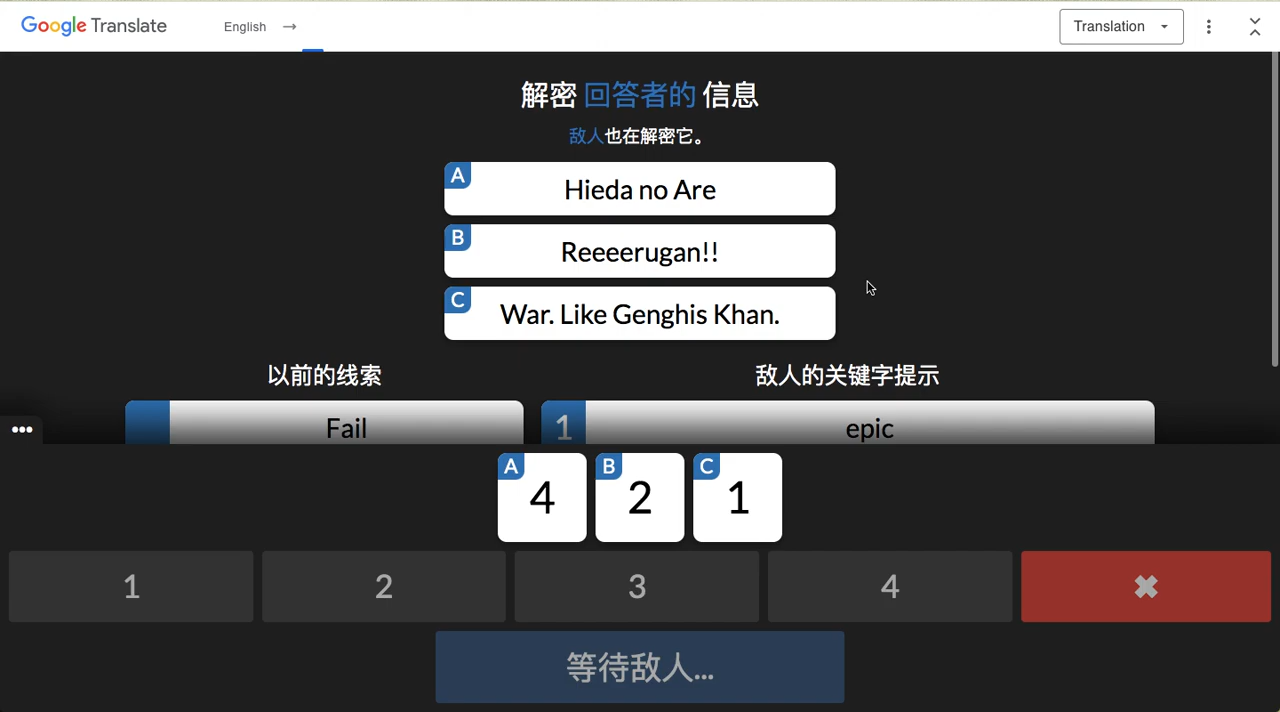 Google Translate
English →
Translation
解密 回答者的 信息
敌人也在解密它。
A Hieda no Are
B Reeeerugan!!
C War. Like Genghis Khan.
以前的线索
敌人的关键字提示
Fail
1 epic
•••
A 4
B 2
C 1
1 2 3 4 ✖
等待敌人...